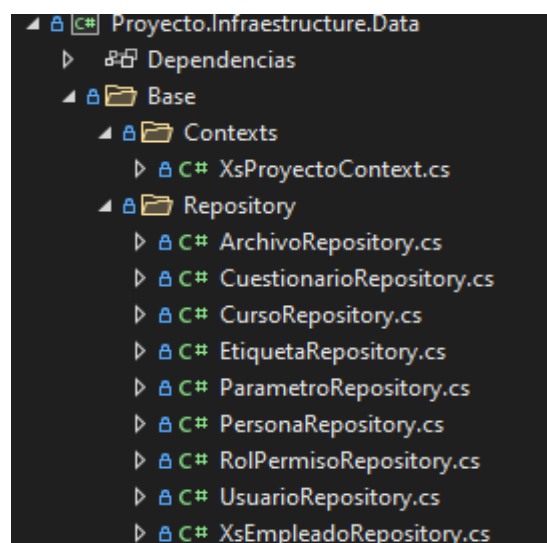 C# Proyecto.Infraestructure.Data
Dependencias
Base
Contexts
C# XsProyectoContext.cs
Repository
C# ArchivoRepository.cs
C# CuestionarioRepository.cs
C# CursoRepository.cs
C# EtiquetaRepository.cs
C# ParametroRepository.cs
C# PersonaRepository.cs
C# RolPermisoRepository.cs
C# UsuarioRepository.cs
C# XsEmpleadoRepository.cs